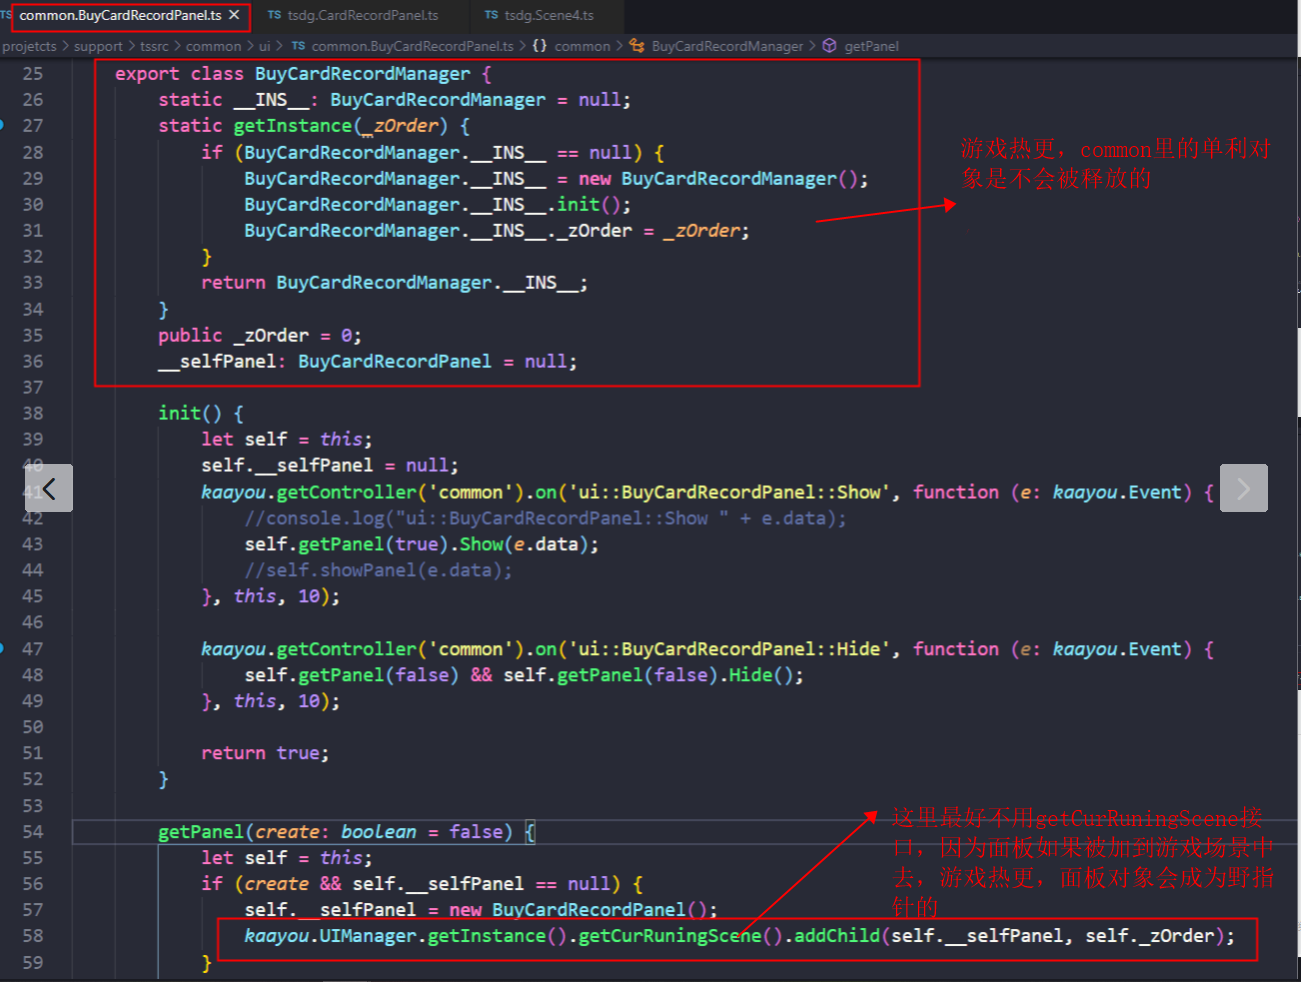 TS common.BuyCardRecordPanel.ts × TS tsdg.CardRecordPanel.ts TS tsdg.Scene4.ts
projetcts > support > tssrc > common > ui > TS common.BuyCardRecordPanel.ts > {} common > BuyCardRecordManager > getPanel
25 export class BuyCardRecordManager {
26 static __INS__: BuyCardRecordManager = null;
27 static getInstance(_zOrder) {
28 if (BuyCardRecordManager.__INS__ == null) {
29 BuyCardRecordManager.__INS__ = new BuyCardRecordManager();
30 BuyCardRecordManager.__INS__.init();
31 BuyCardRecordManager.__INS__._zOrder = _zOrder;
32 }
33 return BuyCardRecordManager.__INS__;
34 }
35 public _zOrder = 0;
36 __selfPanel: BuyCardRecordPanel = null;
37
38 init() {
39 let self = this;
40 self.__selfPanel = null;
41 kaayou.getController('common').on('ui::BuyCardRecordPanel::Show', function (e: kaayou.Event) {
42 //console.log("ui::BuyCardRecordPanel::Show " + e.data);
43 self.getPanel(true).Show(e.data);
44 //self.showPanel(e.data);
45 }, this, 10);
46
47 kaayou.getController('common').on('ui::BuyCardRecordPanel::Hide', function (e: kaayou.Event) {
48 self.getPanel(false) && self.getPanel(false).Hide();
49 }, this, 10);
50
51 return true;
52 }
53
54 getPanel(create: boolean = false) {
55 let self = this;
56 if (create && self.__selfPanel == null) {
57 self.__selfPanel = new BuyCardRecordPanel();
58 kaayou.UIManager.getInstance().getCurRuningScene().addChild(self.__selfPanel, self._zOrder);
59 }
游戏热更，common里的单利对
象是不会被释放的
这里最好不用getCurRuningScene接
口，因为面板如果被加到游戏场景中
去，游戏热更，面板对象会成为野指
针的